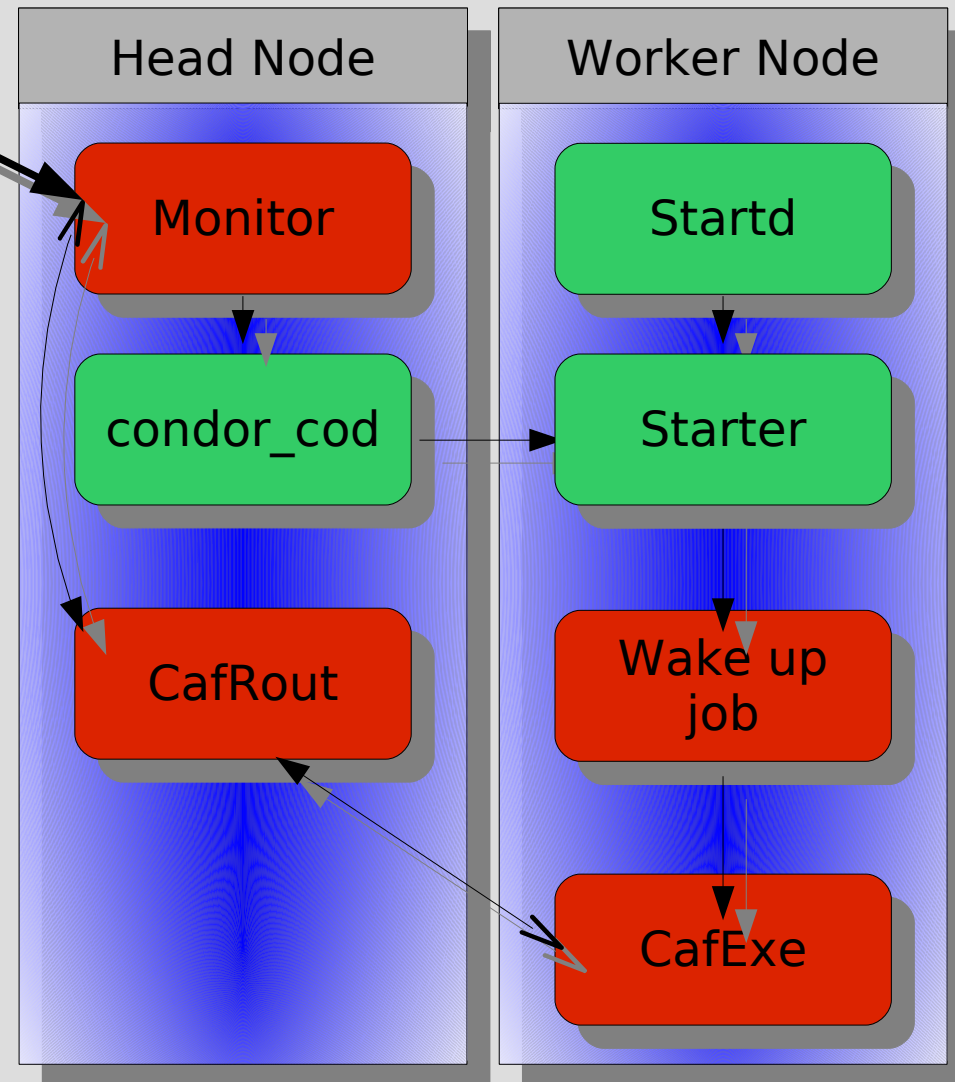 Head Node
Monitor
condor_cod
CafRout
Worker Node
Startd
Starter
Wake up
job
CafExe